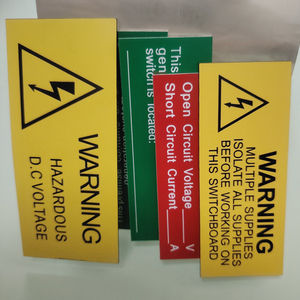 WARNING
HAZARDOUS
D.C VOLTAGE
This
gen
switch is located:
Open Circuit Voltage V
Short Circuit Current A
WARNING
MULTIPLE SUPPLIES
ISOLATE ALL SUPPLIES
BEFORE WORKING ON
THIS SWITCHBOARD